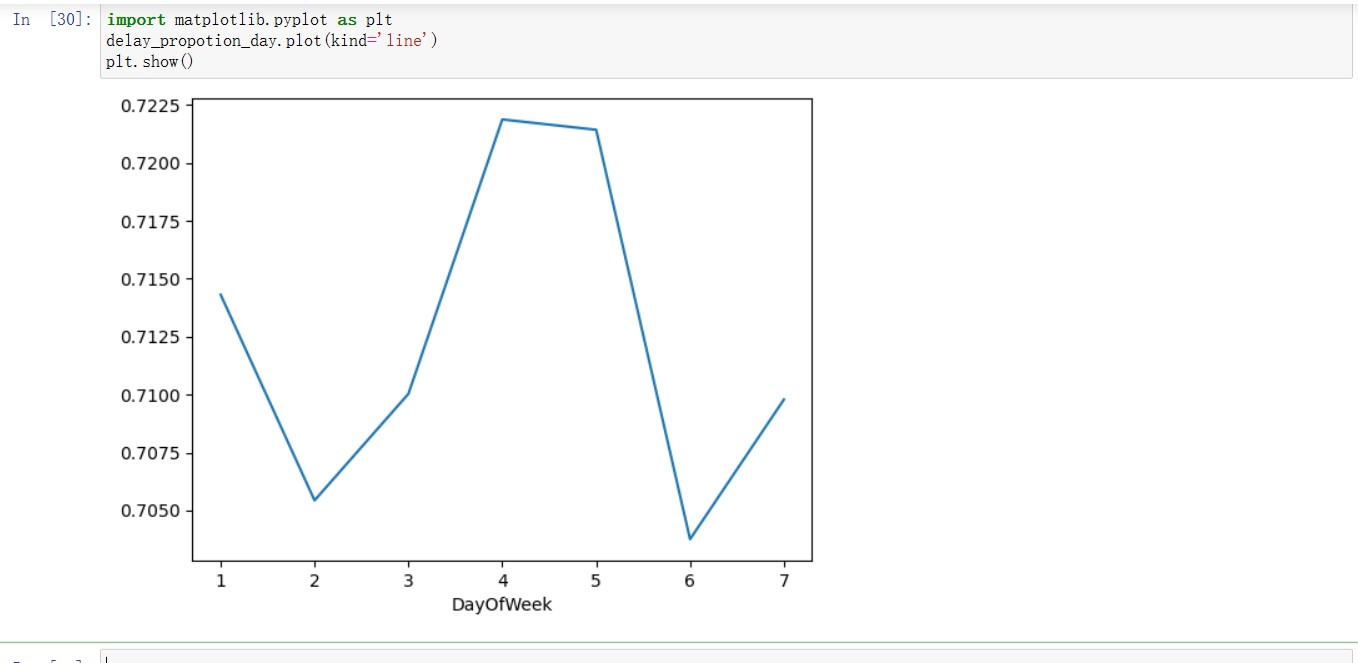 In [30]: import matplotlib.pyplot as plt
delay_propotion_day.plot(kind='line')
plt.show()
0.7225
0.7200
0.7175
0.7150
0.7125
0.7100
0.7075
0.7050
1 2 3 4 5 6 7
DayOfWeek